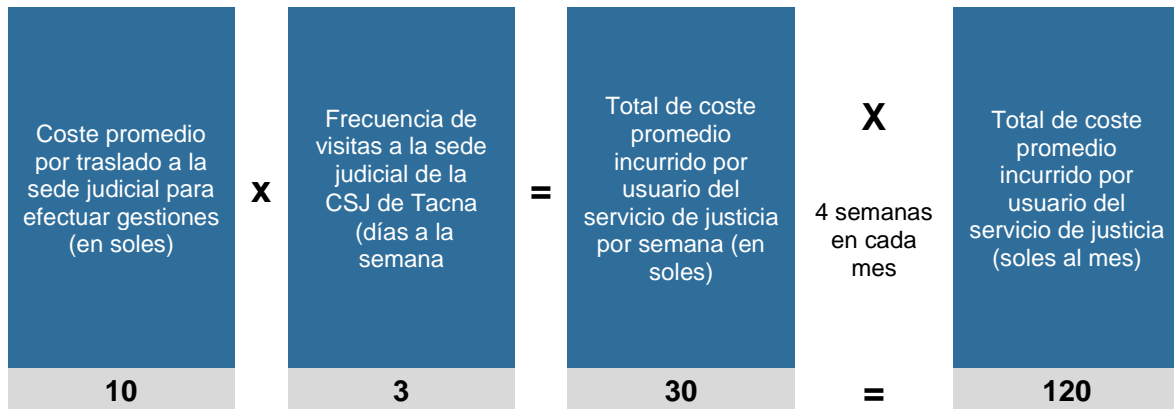 Coste promedio
por traslado a la
sede judicial para
efectuar gestiones
(en soles)
10
x
Frecuencia de
visitas a la sede
judicial de la
CSJ de Tacna
(días a la
semana
3
=
Total de coste
promedio
incurrido por
usuario del
servicio de justicia
por semana (en
soles)
30
X
4 semanas
en cada
mes
=
Total de coste
promedio
incurrido por
usuario del
servicio de justicia
(soles al mes)
120